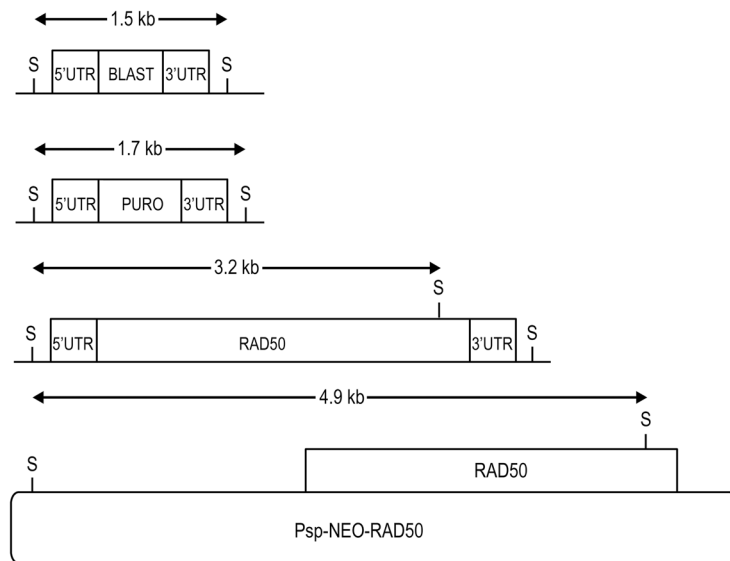 1.5 kb
S S
5'UTR BLAST 3'UTR
1.7 kb
S S
5'UTR PURO 3'UTR
3.2 kb
S
S 5'UTR RAD50 3'UTR S
4.9 kb
S
S RAD50
Psp-NEO-RAD50